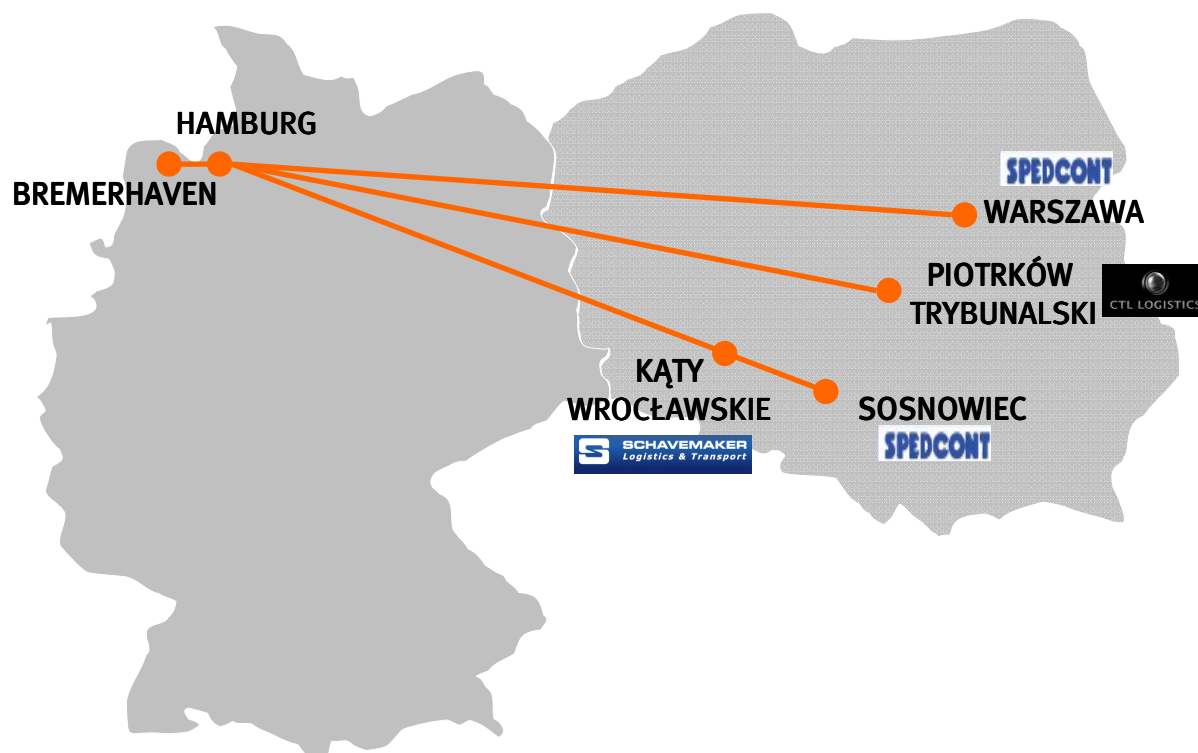 HAMBURG
BREMERHAVEN
SPEDCONT
WARSZAWA
PIOTRKÓW
TRYBUNALSKI
CTL LOGISTICS
KĄTY
WROCŁAWSKIE
SCHAVEMAKER
Logistics & Transport
SOSNOWIEC
SPEDCONT